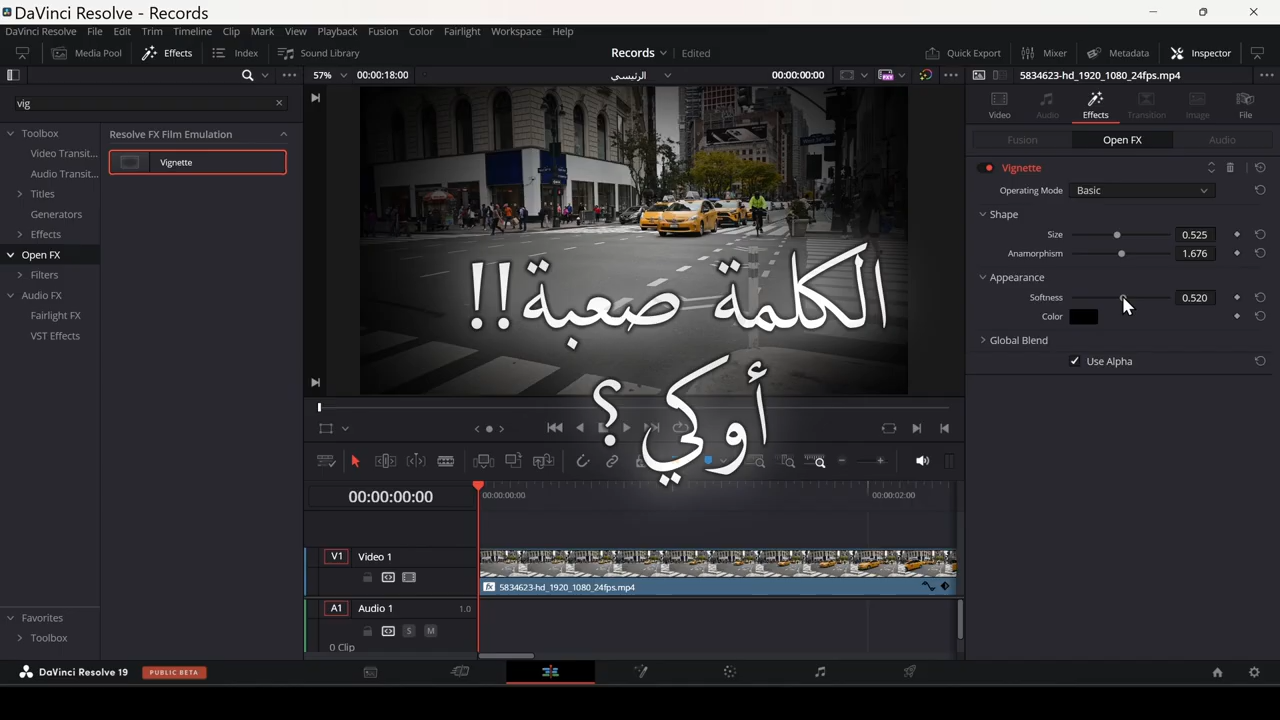 DaVinci Resolve - Records
DaVinci Resolve File Edit Trim Timeline Clip Mark View Playback Fusion Color Fairlight Workspace Help
Media Pool Effects Index Sound Library Records Edited Quick Export Mixer Metadata Inspector
57% 00:00:18:00 الرئيسي 00:00:00:00 5834623-hd_1920_1080_24fps.mp4
vig
Video Audio Effects Transition Image File
Toolbox
Video Transit...
Audio Transit...
Titles
Generators
Effects
Open FX
Filters
Audio FX
Fairlight FX
VST Effects
Favorites
Toolbox
Resolve FX Film Emulation
Vignette
Fusion Open FX Audio
Vignette
Operating Mode Basic
Shape
Size 0.525
Anamorphism 1.676
Appearance
Softness 0.520
Color
Global Blend
Use Alpha
الكلمة صعبة!!
أوكي ؟
00:00:00:00 00:00:00:00 00:00:02:00
V1 Video 1
5834623-hd_1920_1080_24fps.mp4
A1 Audio 1 1.0
S M
0 Clip
DaVinci Resolve 19 PUBLIC BETA